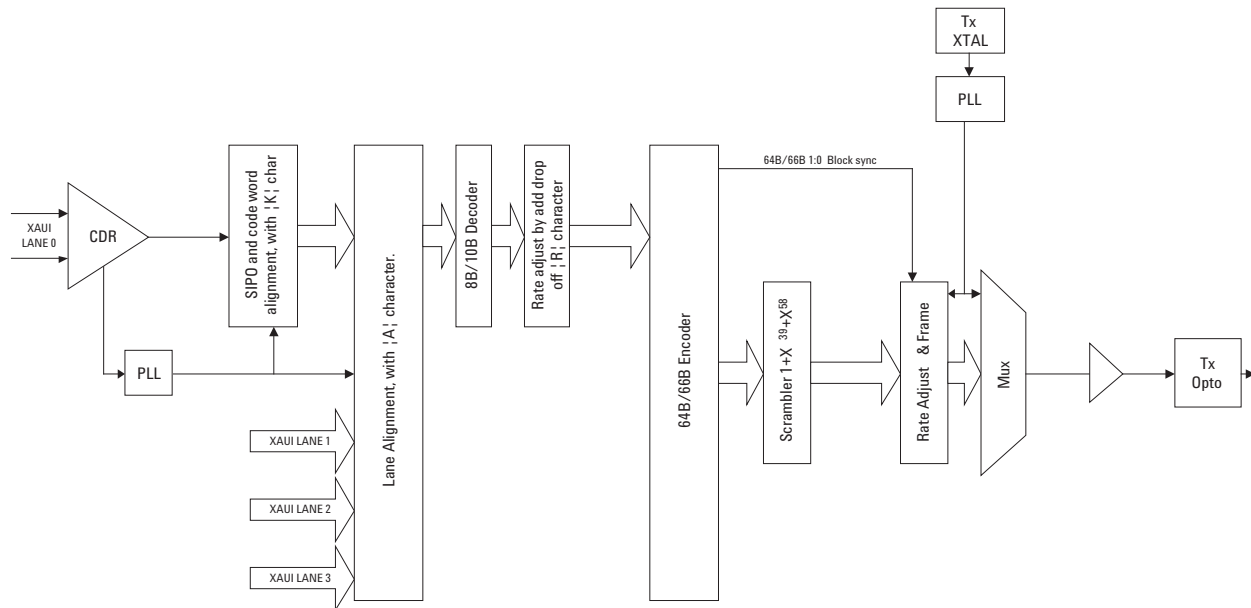 Tx
XTAL
PLL
XAUI
LANE 0
CDR
SIPO and code word
alignment, with ¦K¦ char
PLL
Lane Alignment, with ¦A¦ character.
XAUI LANE 1
XAUI LANE 2
XAUI LANE 3
8B/10B Decoder
Rate adjust by add drop
off ¦R¦ character
64B/66B Encoder
64B/66B 1:0 Block sync
Scrambler 1+X 39+X58
Rate Adjust & Frame
Mux
Tx
Opto